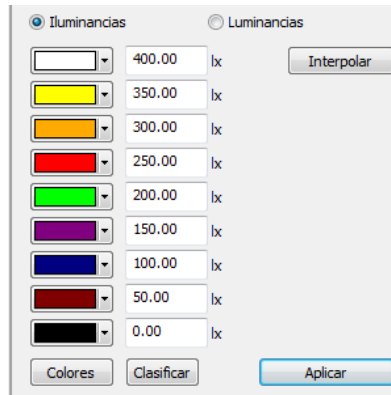 Iluminancias Luminancias
400.00 lx Interpolar
350.00 lx
300.00 lx
250.00 lx
200.00 lx
150.00 lx
100.00 lx
50.00 lx
0.00 lx
Colores Clasificar Aplicar